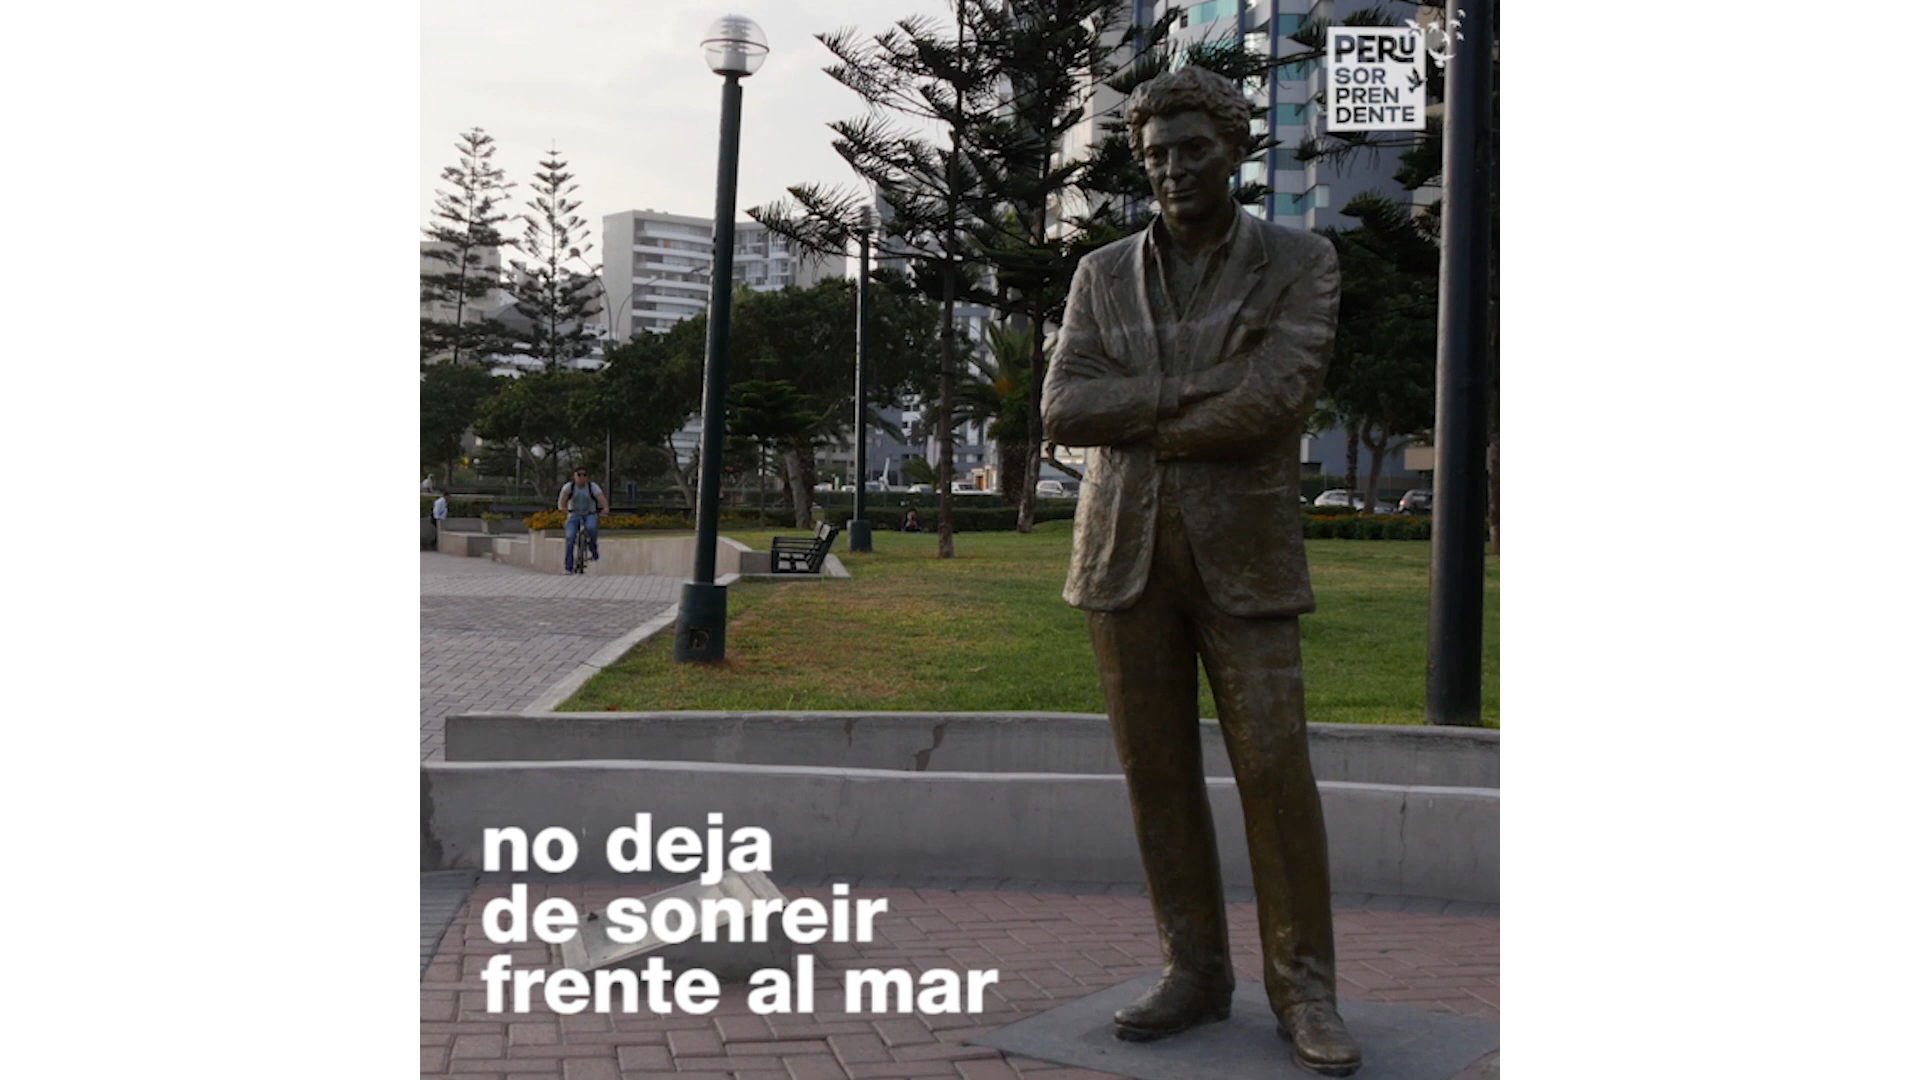 PERÚ
SOR
PREN
DENTE
no deja
de sonreir
frente al mar